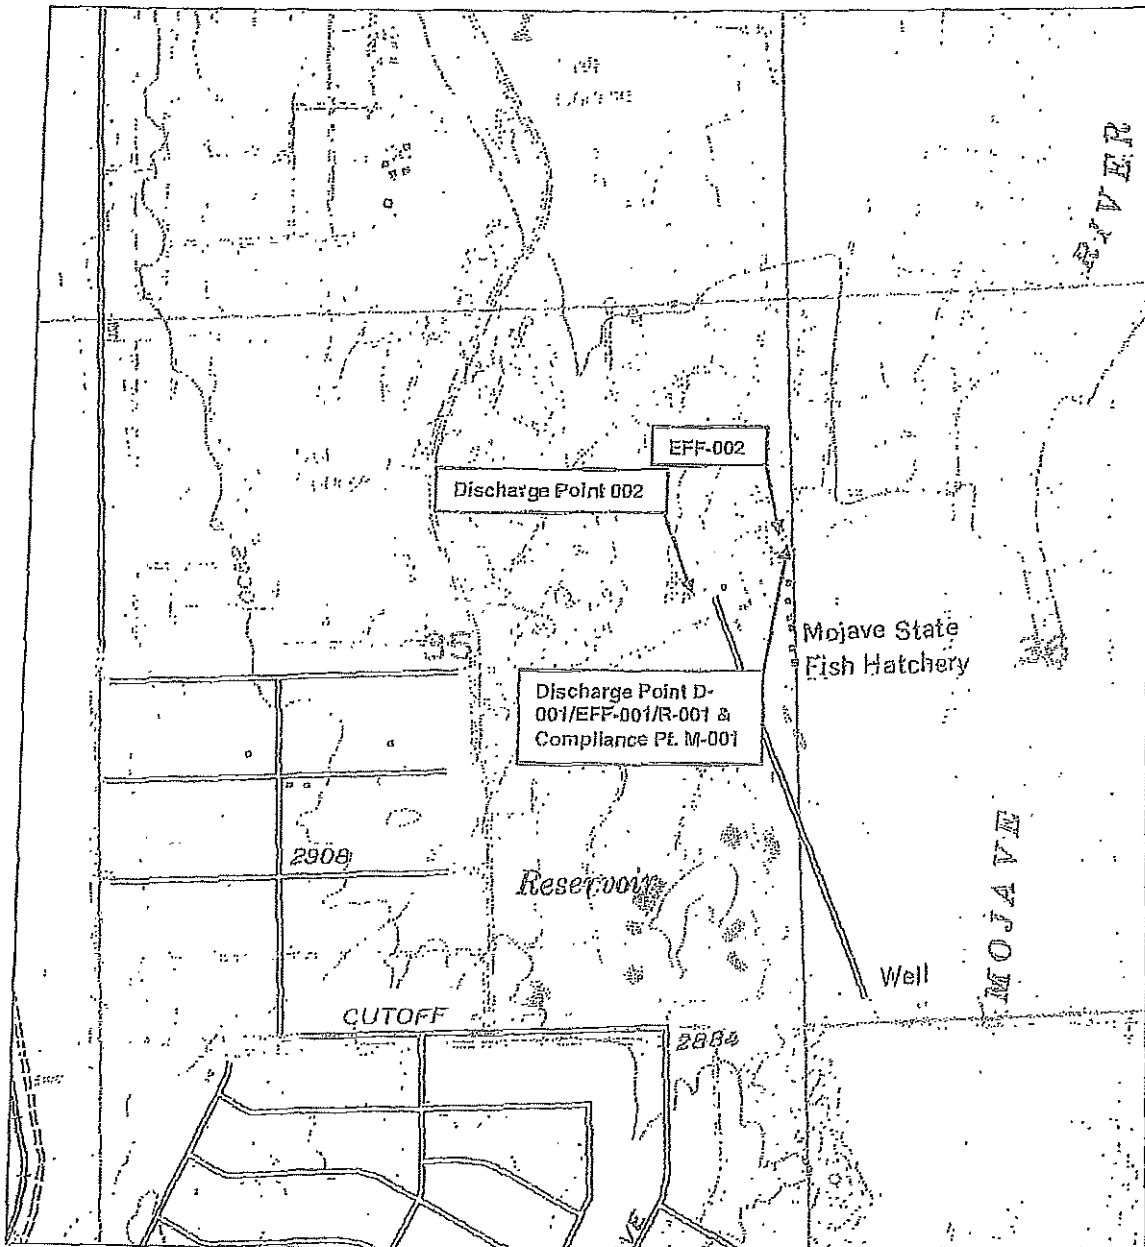 RIVER
EFF-002
Discharge Point 002
Mojave State
Fish Hatchery
Discharge Point D-
001/EFF-001/R-001 &
Compliance Pt. M-001
2908
Reservoir
MOJAVE
Well
CUTOFF
2884